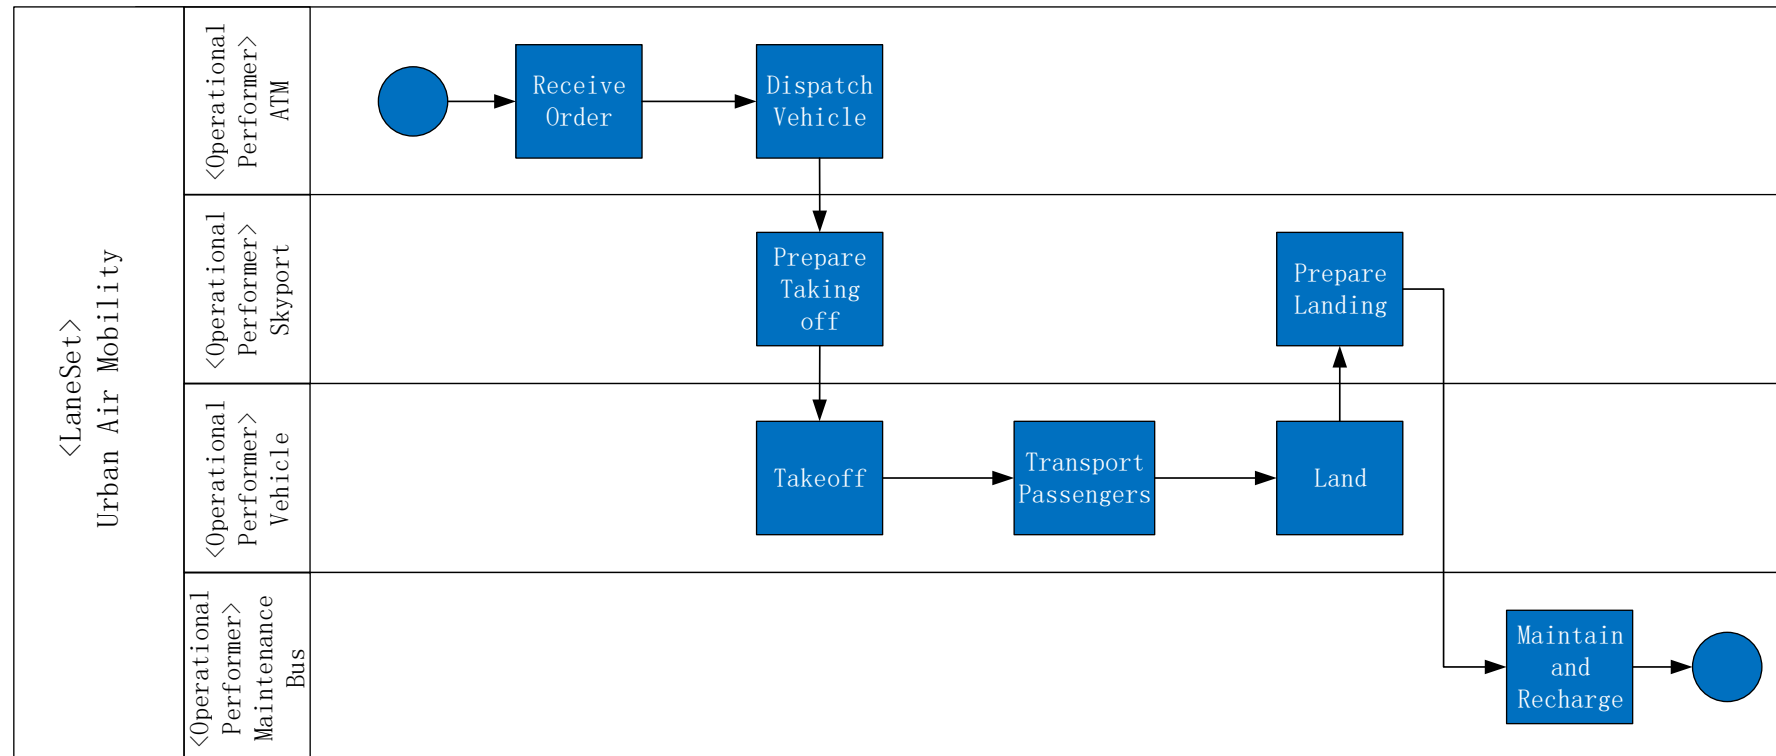 <LaneSet>
Urban Air Mobility
<Operational
Performer>
ATM
Receive
Order
Dispatch
Vehicle
<Operational
Performer>
Skyport
Prepare
Taking
off
Prepare
Landing
<Operational
Performer>
Vehicle
Takeoff
Transport
Passengers
Land
<Operational
Performer>
Maintenance
Bus
Maintain
and
Recharge